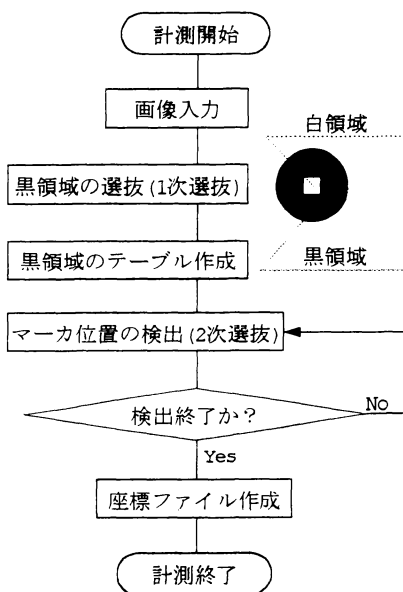 計測開始
画像入力
白領域
黒領域の選抜(1次選抜)
黒領域のテーブル作成
黒領域
マーカ位置の検出(2次選抜)
検出終了か?
No
Yes
座標ファイル作成
計測終了